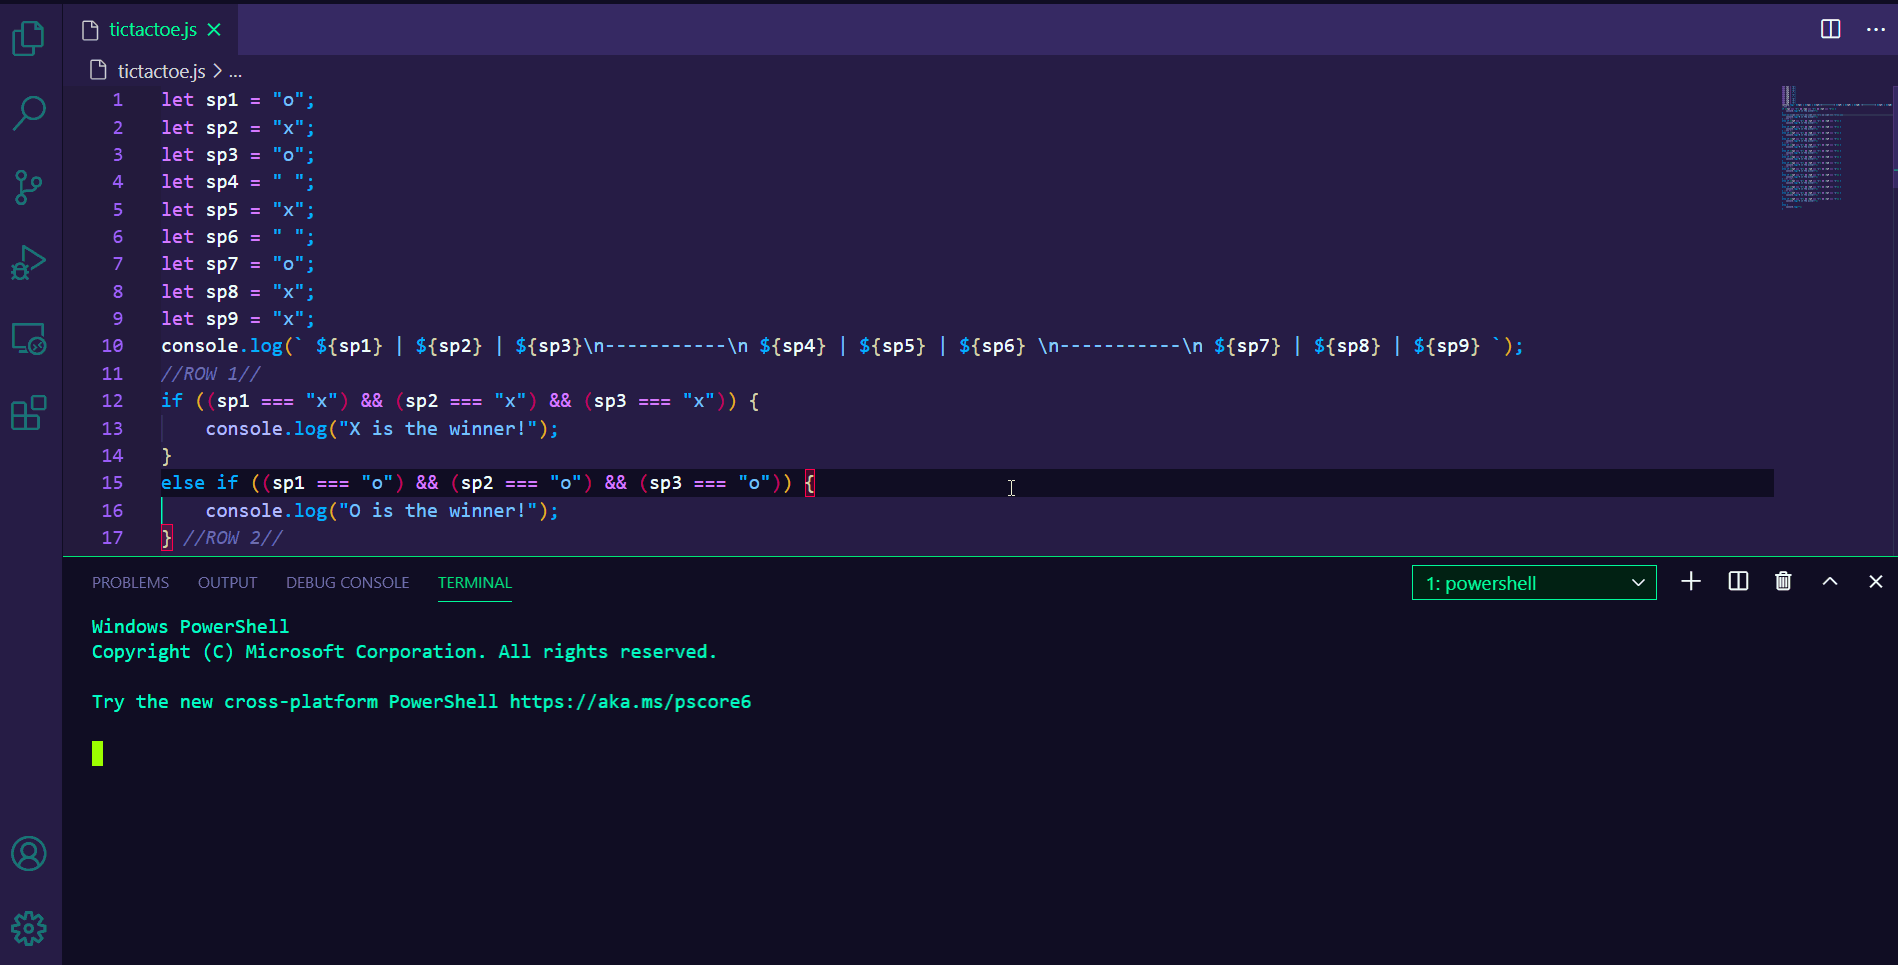 tictactoe.js
tictactoe.js > ...
1 let sp1 = "o";
2 let sp2 = "x";
3 let sp3 = "o";
4 let sp4 = " ";
5 let sp5 = "x";
6 let sp6 = " ";
7 let sp7 = "o";
8 let sp8 = "x";
9 let sp9 = "x";
10 console.log(` ${sp1} | ${sp2} | ${sp3}\n-----------\n ${sp4} | ${sp5} | ${sp6} \n-----------\n ${sp7} | ${sp8} | ${sp9} `);
11 //ROW 1//
12 if ((sp1 === "x") && (sp2 === "x") && (sp3 === "x")) {
13     console.log("X is the winner!");
14 }
15 else if ((sp1 === "o") && (sp2 === "o") && (sp3 === "o")) {
16     console.log("O is the winner!");
17 } //ROW 2//
PROBLEMS OUTPUT DEBUG CONSOLE TERMINAL 1: powershell
Windows PowerShell
Copyright (C) Microsoft Corporation. All rights reserved.
Try the new cross-platform PowerShell https://aka.ms/pscore6